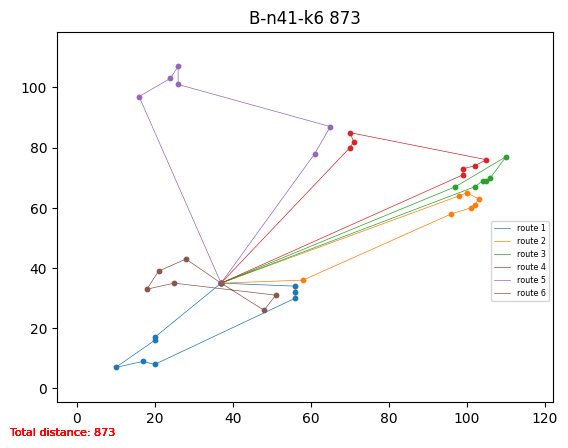 B-n41-k6 873
100
80
60
40
20
0
0 20 40 60 80 100 120
route 1
route 2
route 3
route 4
route 5
route 6
Total distance: 873